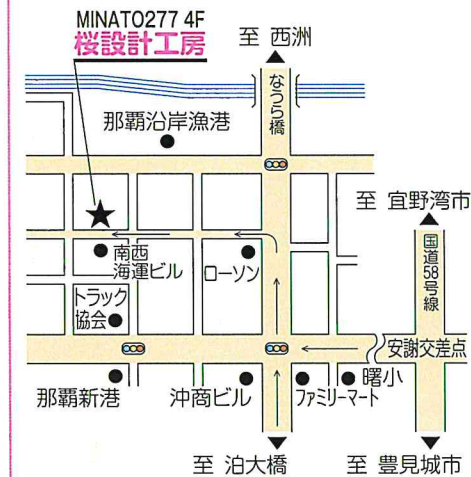 MINATO277 4F
桜設計工房
至 西洲
なうら橋
那覇沿岸漁港
至 宜野湾市
国道58号線
南西
海運ビル
ローソン
トラック
協会
安謝交差点
那覇新港
沖商ビル
ファミリーマート
曙小
至 泊大橋
至 豊見城市